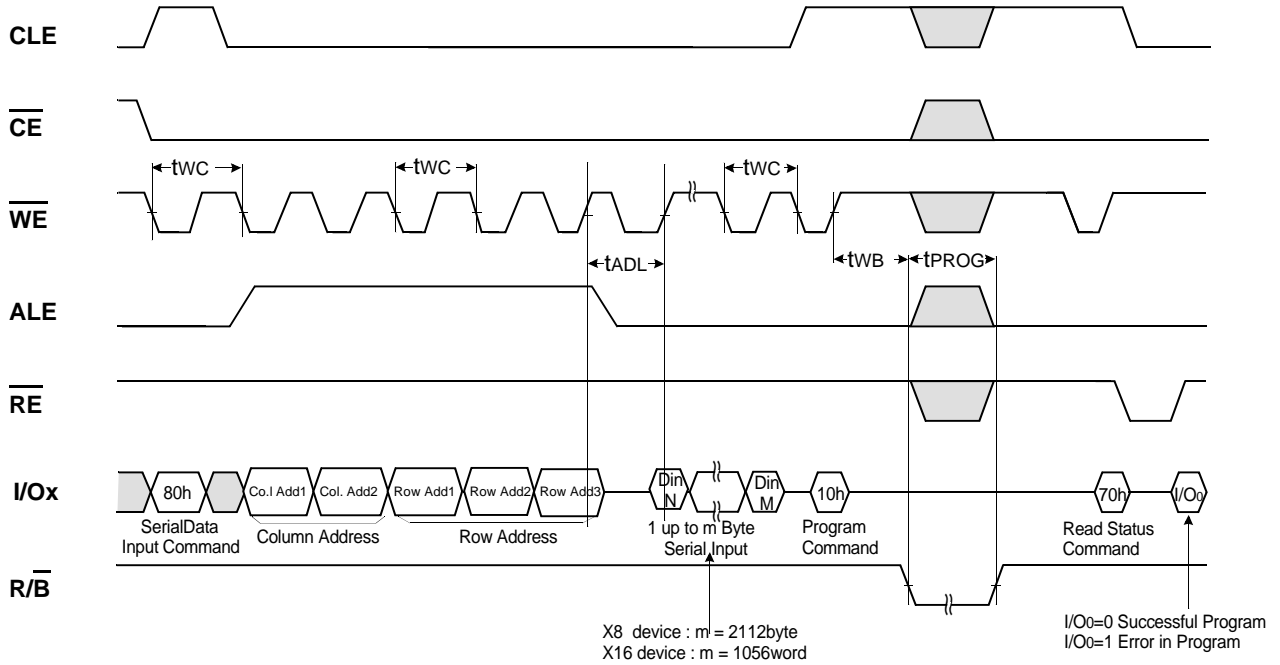 CLE
CE
tWC
tWC
tWC
WE
tADL
tWB
tPROG
ALE
RE
I/Ox
80h
Co.l Add1
Col. Add2
Row Add1
Row Add2
Row Add3
Din
N
Din
M
10h
70h
I/O0
SerialData
Input Command
Column Address
Row Address
1 up to m Byte
Serial Input
Program
Command
Read Status
Command
R/B
X8 device : m = 2112byte
X16 device : m = 1056word
I/O0=0 Successful Program
I/O0=1 Error in Program